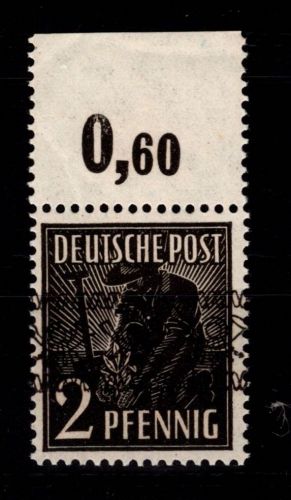 0,60
DEUTSCHE POST
2 PFENNIG